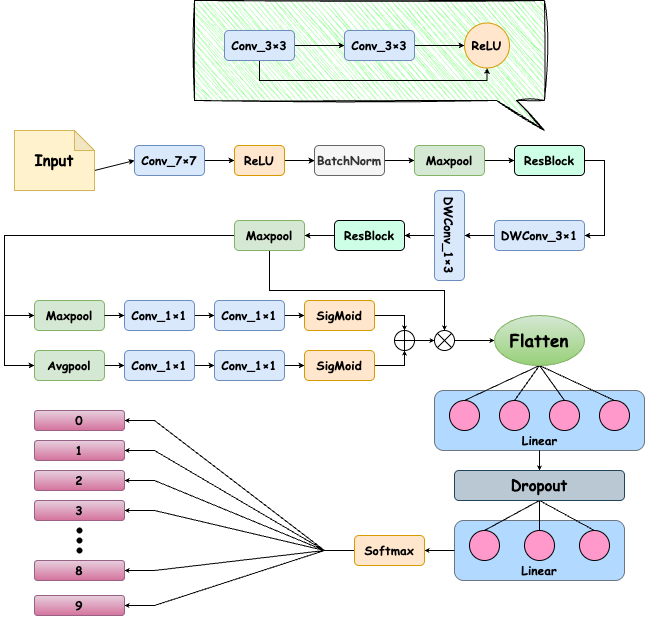 Conv_3×3
Conv_3×3
ReLU
Input
Conv_7×7
ReLU
BatchNorm
Maxpool
ResBlock
DWConv_3×1
DWConv_1×3
ResBlock
Maxpool
Maxpool
Conv_1×1
Conv_1×1
SigMoid
Avgpool
Conv_1×1
Conv_1×1
SigMoid
Flatten
Linear
Dropout
Linear
Softmax
0
1
2
3
8
9